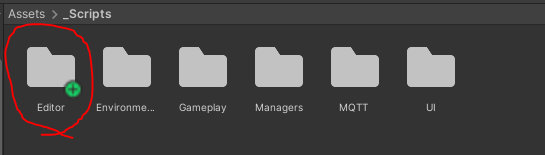 Assets > _Scripts
Editor Environme... Gameplay Managers MQTT UI